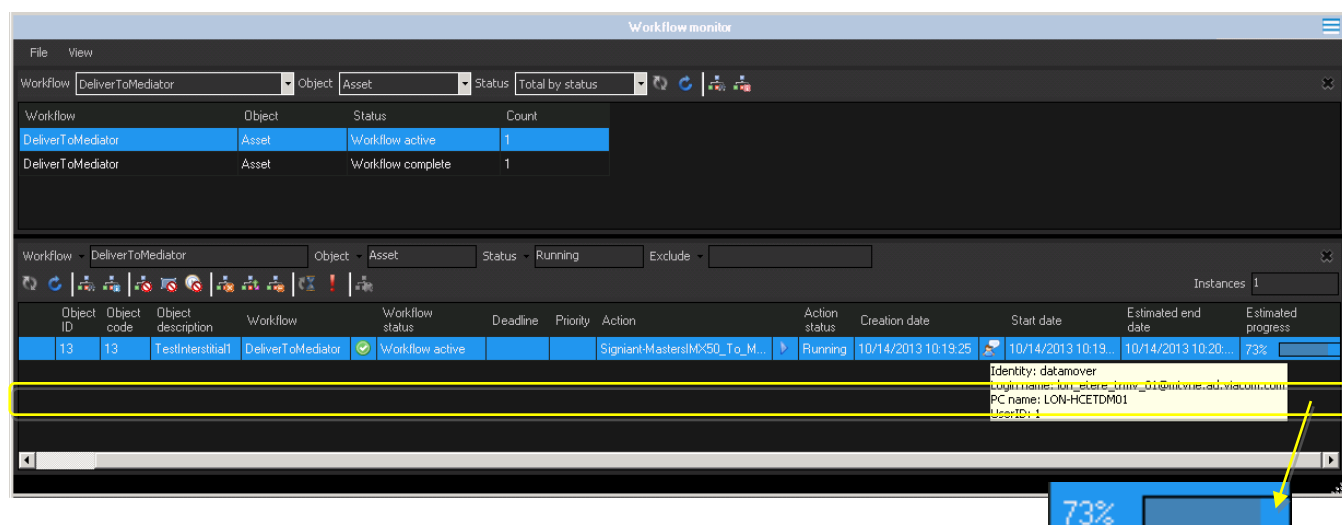 Workflow monitor
File View
Workflow DeliverToMediator Object Asset Status Total by status
Workflow Object Status Count
DeliverToMediator Asset Workflow active 1
DeliverToMediator Asset Workflow complete 1
Workflow DeliverToMediator Object Asset Status Running Exclude
Instances 1
Object ID Object code Object description Workflow Workflow status Deadline Priority Action Action status Creation date Start date Estimated end date Estimated progress
13 13 TestInterstitial1 DeliverToMediator Workflow active Signiant-MastersIMX50_To_M... Running 10/14/2013 10:19:25 10/14/2013 10:19... 10/14/2013 10:20:... 73%
Identity: datamover
Login name:
PC name: LON-HCETDM01
UserID: 1
73%